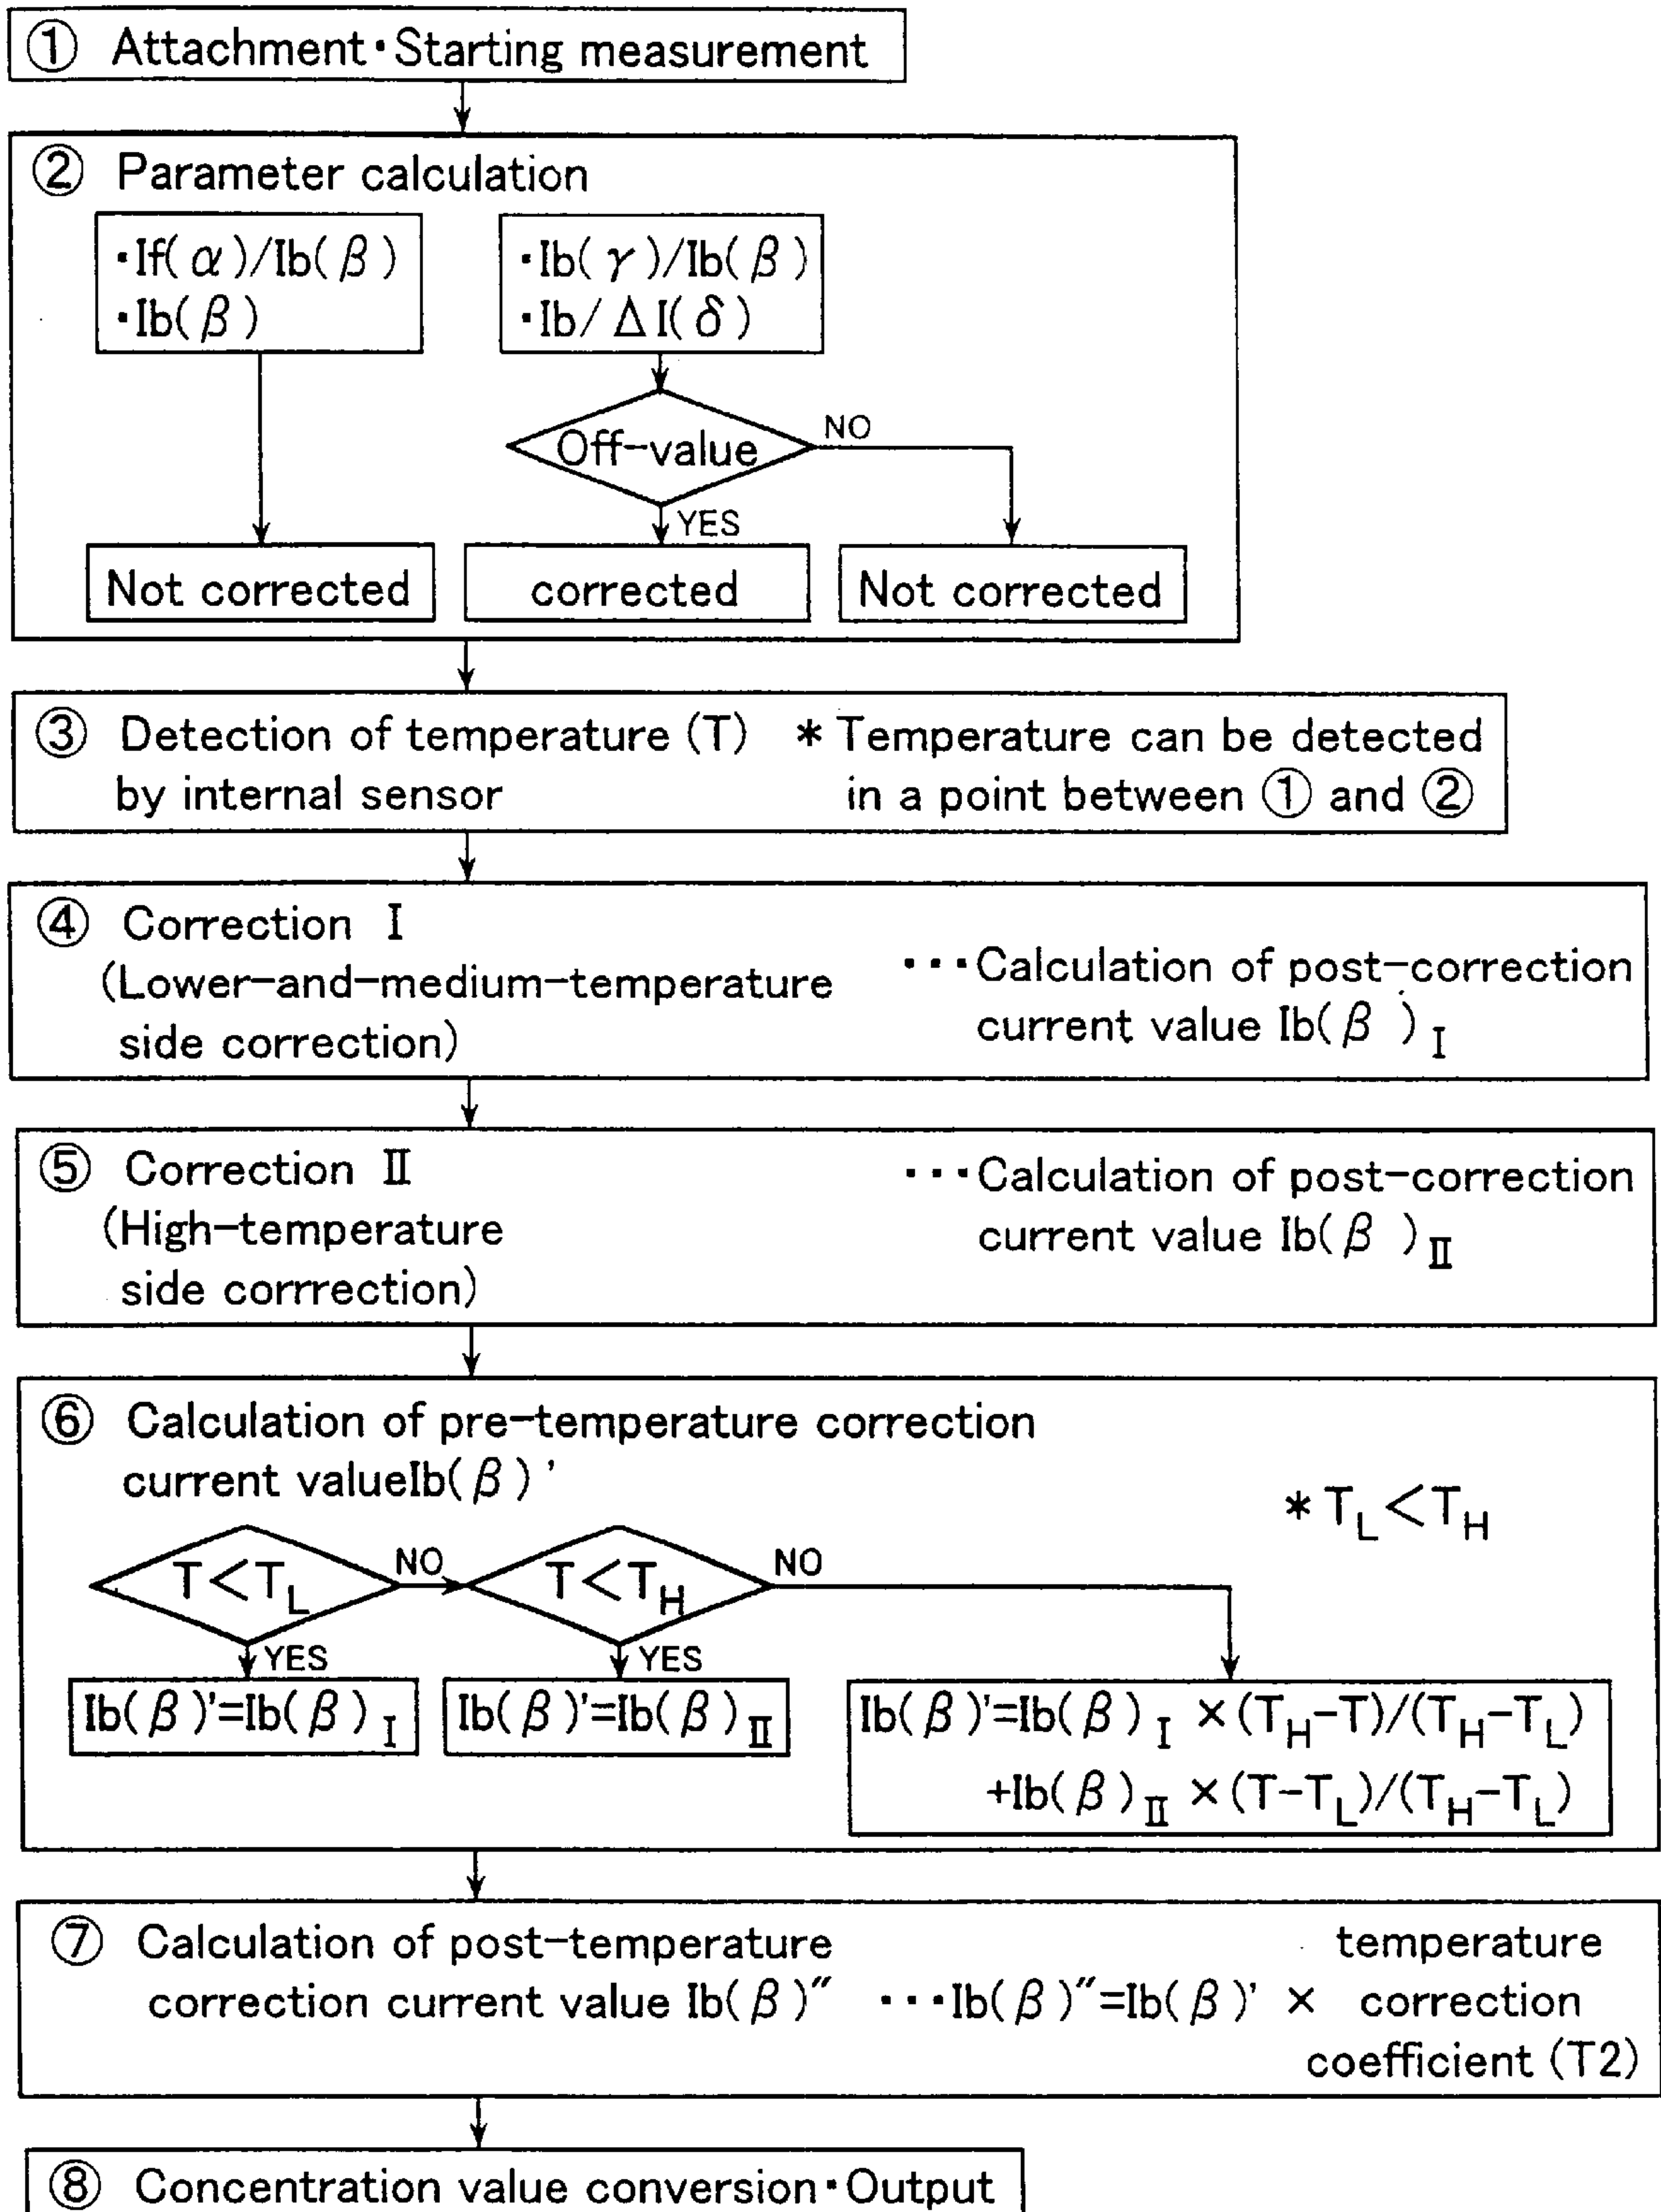 ① Attachment・Starting measurement
② Parameter calculation
・If(α)/Ib(β)
・Ib(β)
・Ib(γ)/Ib(β)
・Ib/ΔI(δ)
Off-value
NO
YES
Not corrected
corrected
Not corrected
③ Detection of temperature (T)
by internal sensor
* Temperature can be detected
in a point between ① and ②
④ Correction Ⅰ
(Lower-and-medium-temperature
side correction)
・・・Calculation of post-correction
current value Ib(β)Ⅰ
⑤ Correction Ⅱ
(High-temperature
side corrrection)
・・・Calculation of post-correction
current value Ib(β)Ⅱ
⑥ Calculation of pre-temperature correction
current valueIb(β)'
* TL<TH
T<TL
NO
T<TH
NO
YES
YES
Ib(β)'=Ib(β)Ⅰ
Ib(β)'=Ib(β)Ⅱ
Ib(β)'=Ib(β)Ⅰ×(TH-T)/(TH-TL)
+Ib(β)Ⅱ×(T-TL)/(TH-TL)
⑦ Calculation of post-temperature
correction current value Ib(β)″
・・・Ib(β)″=Ib(β)' ×
temperature
correction
coefficient (T2)
⑧ Concentration value conversion・Output